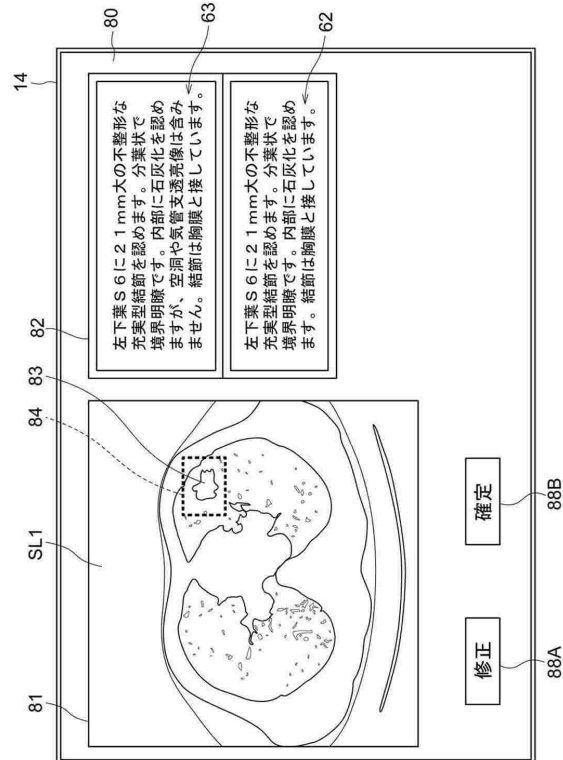 14
80
81
SL1
84
83
82
左下葉S6に21mm大の不整形な
充実型結節を認めます。分葉状で
境界明瞭です。内部に石灰化を認め
ますが、空洞や気管支透亮像は含み
ません。結節は胸膜と接しています。
63
左下葉S6に21mm大の不整形な
充実型結節を認めます。分葉状で
境界明瞭です。内部に石灰化を認め
ます。結節は胸膜と接しています。
62
修正
確定
88A
88B